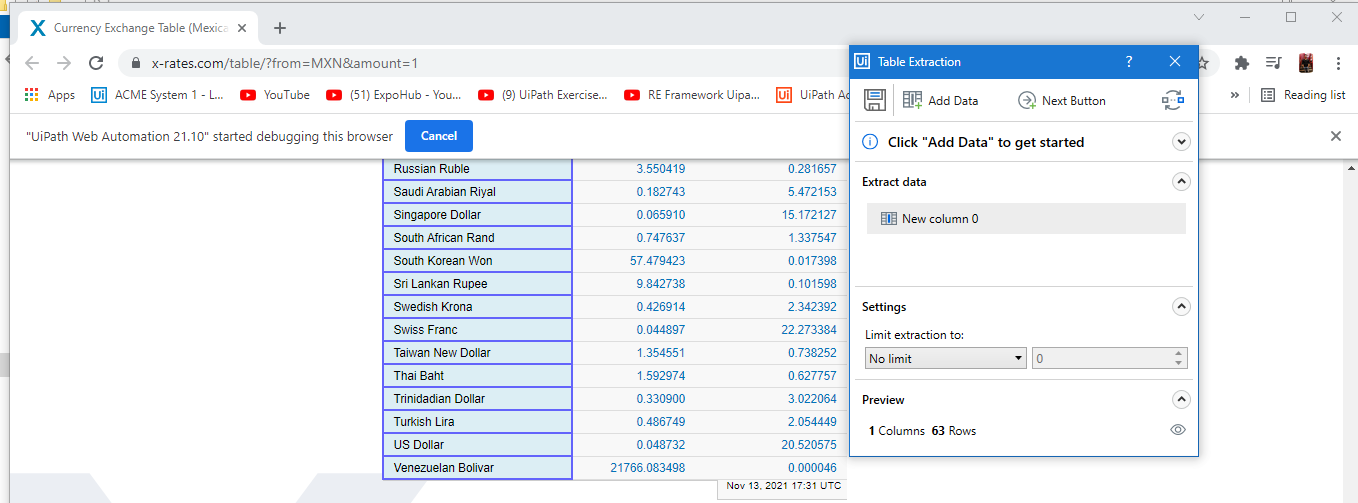 Currency Exchange Table (Mexica
x-rates.com/table/?from=MXN&amount=1
Apps
Ui ACME System 1 - L...
YouTube
(51) ExpoHub - You...
(9) UiPath Exercise...
RE Framework Uipa...
Ui UiPath Ac
»
Reading list
"UiPath Web Automation 21.10" started debugging this browser
Cancel
Russian Ruble 3.550419 0.281657
Saudi Arabian Riyal 0.182743 5.472153
Singapore Dollar 0.065910 15.172127
South African Rand 0.747637 1.337547
South Korean Won 57.479423 0.017398
Sri Lankan Rupee 9.842738 0.101598
Swedish Krona 0.426914 2.342392
Swiss Franc 0.044897 22.273384
Taiwan New Dollar 1.354551 0.738252
Thai Baht 1.592974 0.627757
Trinidadian Dollar 0.330900 3.022064
Turkish Lira 0.486749 2.054449
US Dollar 0.048732 20.520575
Venezuelan Bolivar 21766.083498 0.000046
Nov 13, 2021 17:31 UTC
Ui Table Extraction ?
Add Data
Next Button
Click "Add Data" to get started
Extract data
New column 0
Settings
Limit extraction to:
No limit 0
Preview
1 Columns 63 Rows